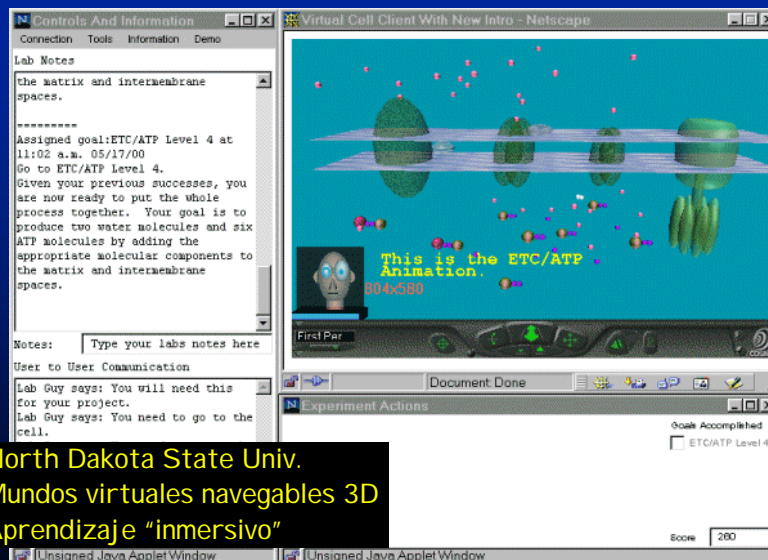 Controls And Information
Connection Tools Information Demo
Lab Notes
the matrix and intermembrane
spaces.
=========
Assigned goal:ETC/ATP Level 4 at
11:02 a.m. 05/17/00
Go to ETC/ATP Level 4.
Given your previous successes, you
are now ready to put the whole
process together. Your goal is to
produce two water molecules and six
ATP molecules by adding the
appropriate molecular components to
the matrix and intermembrane
spaces.
Notes: Type your labs notes here
User to User Communication
Lab Guy says: You will need this
for your project.
Lab Guy says: You need to go to the
cell.
North Dakota State Univ.
Mundos virtuales navegables 3D
Aprendizaje “inmersivo”
Unsigned Java Applet Window
Virtual Cell Client With New Intro - Netscape
This is the ETC/ATP
Animation.
804x580
First Per
Document: Done
Experiment Actions
Goals Accomplished
ETC/ATP Level 4
Score 260
Unsigned Java Applet Window